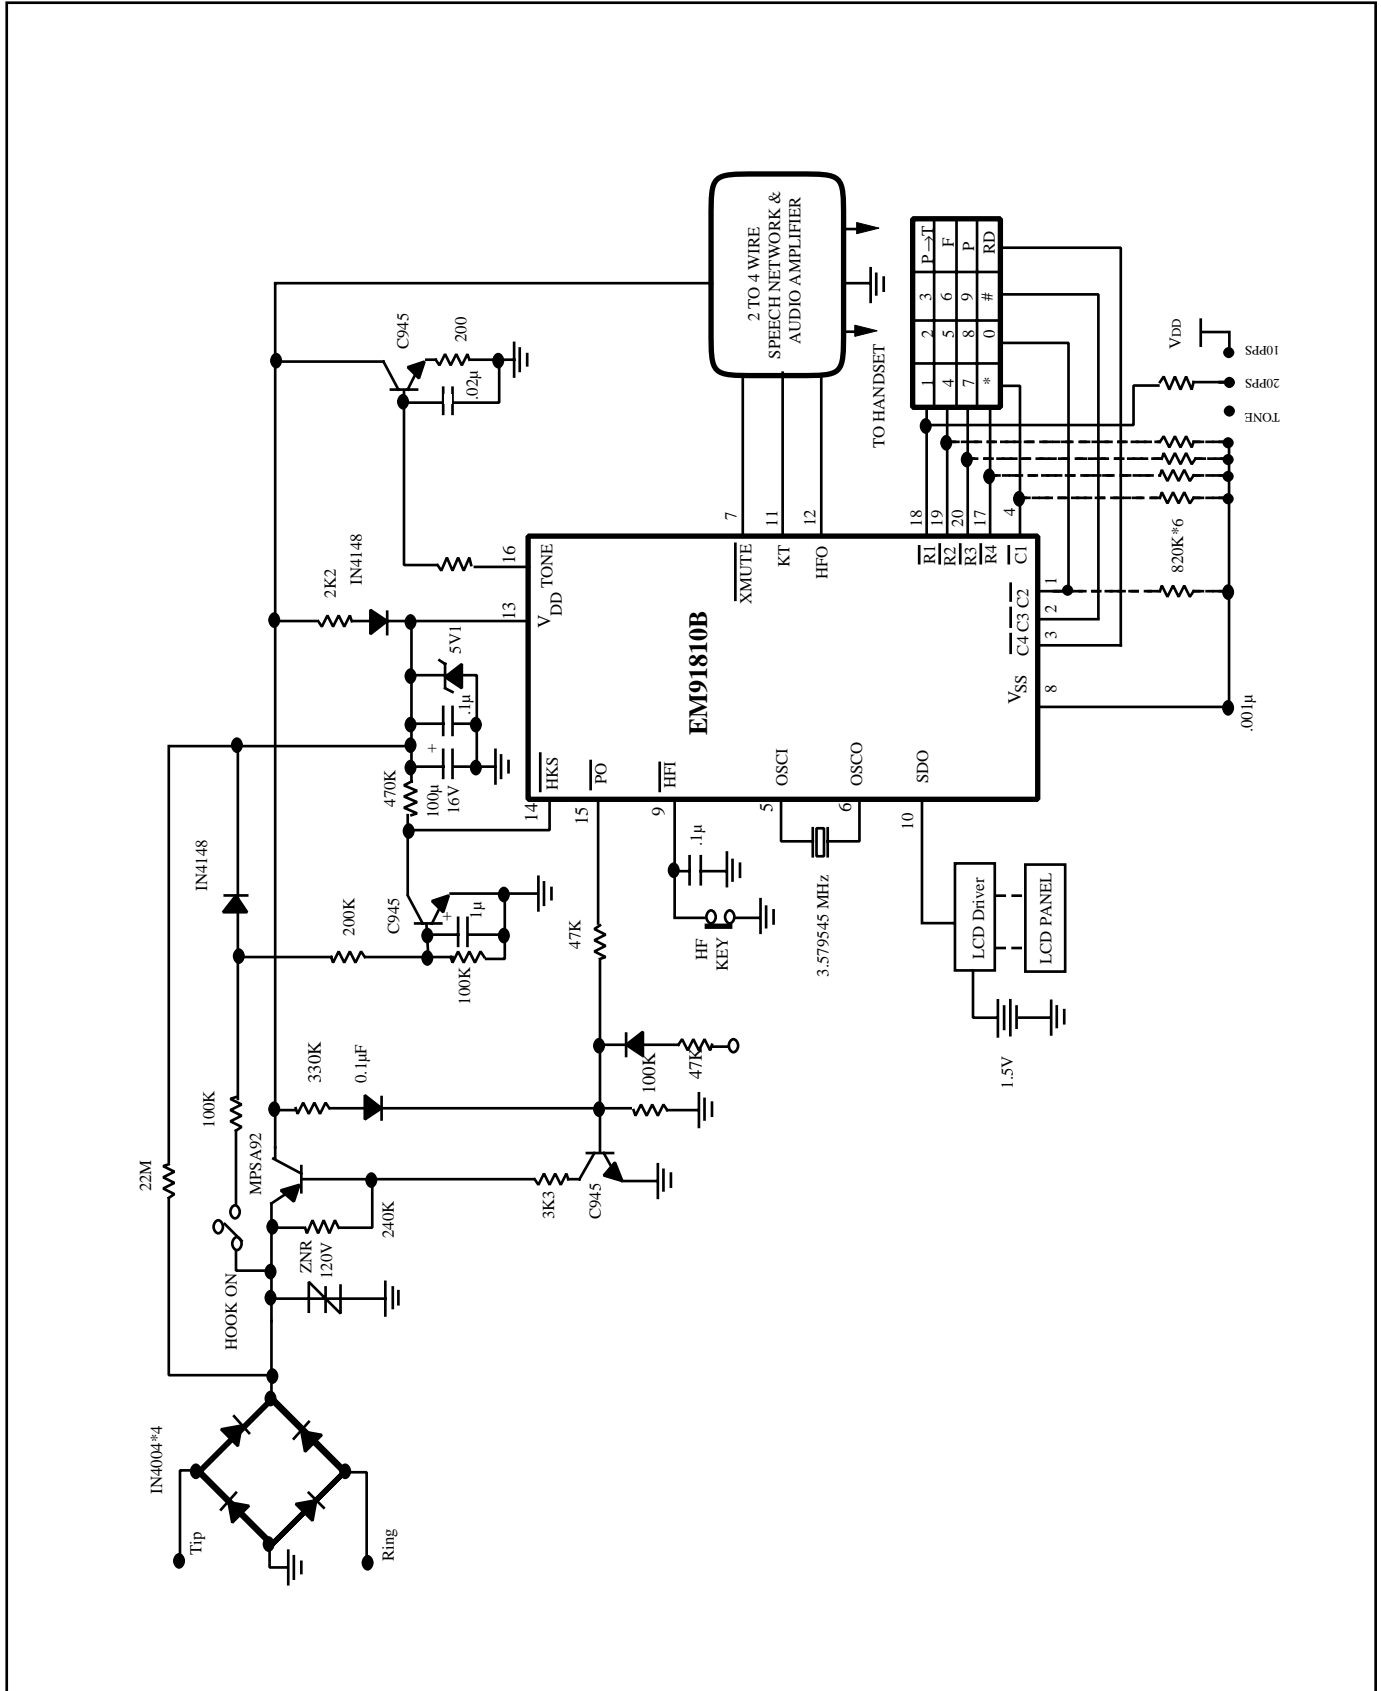 IN4004*4
Tip
Ring
22M
HOOK ON
100K
MPSA92
ZNR
120V
240K
330K
0.1µF
3K3
C945
100K
47K
47K
IN4148
200K
C945
+
1µ
100K
470K
+
100µ
16V
.1µ
5V1
2K2
IN4148
C945
200
.02µ
2 TO 4 WIRE
SPEECH NETWORK &
AUDIO AMPLIFIER
TO HANDSET
EM91810B
14
HKS
15
PO
9
HFI
5
OSCI
6
OSCO
10
SDO
13
VDD
16
TONE
7
XMUTE
11
KT
12
HFO
18
R1
19
R2
20
R3
17
R4
4
C1
1
C2
2
C3
3
C4
8
VSS
.1µ
HF
KEY
3.579545 MHz
LCD Driver
LCD PANEL
1.5V
1 2 3 P→T
4 5 6 F
7 8 9 P
* 0 # RD
VDD
10PPS
20PPS
TONE
820K*6
.001µ